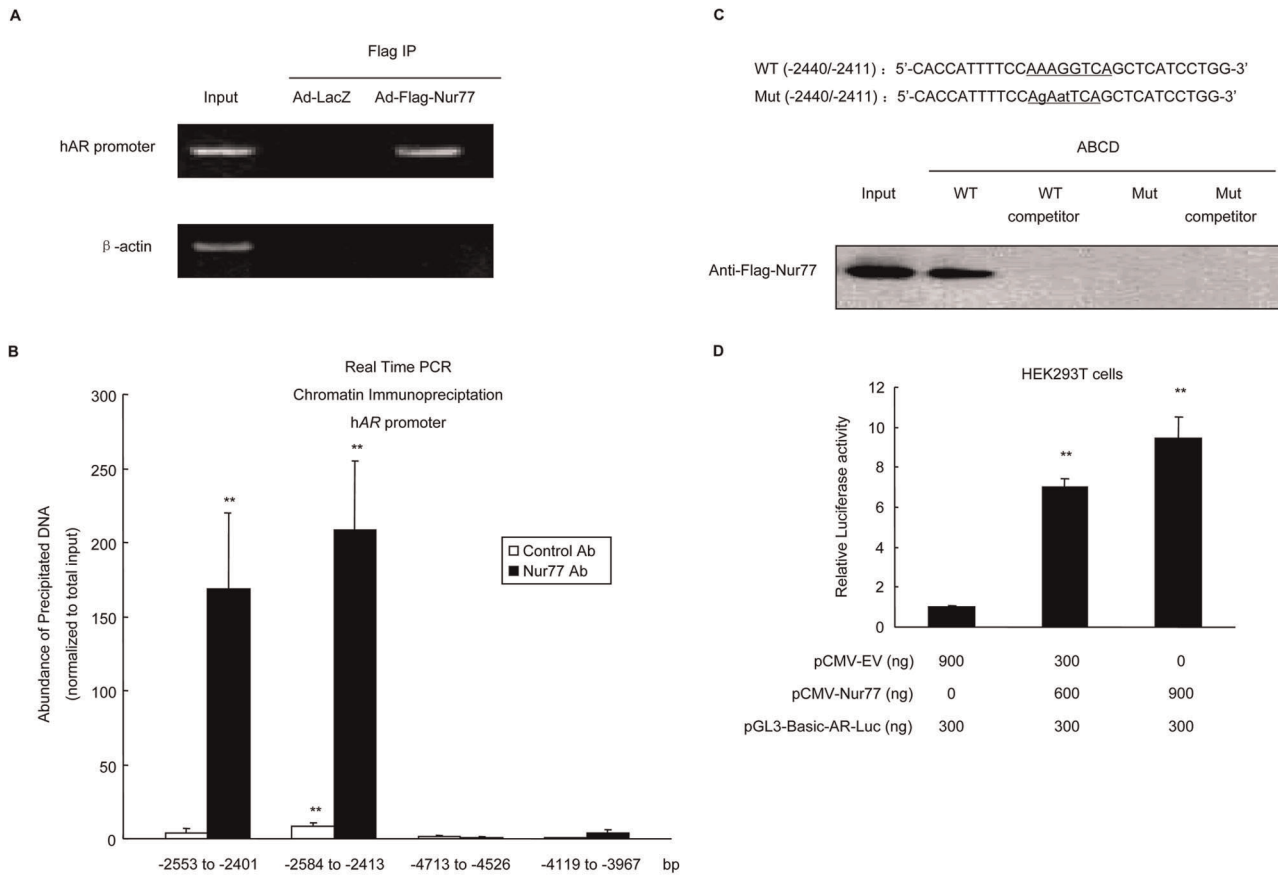 A
Flag IP
Input Ad-LacZ Ad-Flag-Nur77
hAR promoter
β-actin
B
Real Time PCR
Chromatin Immunopreciptation
hAR promoter
Abundance of Precipitated DNA
(normalized to total input)
300
250
200
150
100
50
0
** ** **
Control Ab
Nur77 Ab
-2553 to -2401 -2584 to -2413 -4713 to -4526 -4119 to -3967 bp
C
WT (-2440/-2411) : 5'-CACCATTTTCCAAAGGTCAGCTCATCCTGG-3'
Mut (-2440/-2411) : 5'-CACCATTTTCCAgAatTCAGCTCATCCTGG-3'
ABCD
Input WT WT competitor Mut Mut competitor
Anti-Flag-Nur77
D
HEK293T cells
Relative Luciferase activity
12
10
8
6
4
2
0
** **
pCMV-EV (ng) 900 300 0
pCMV-Nur77 (ng) 0 600 900
pGL3-Basic-AR-Luc (ng) 300 300 300